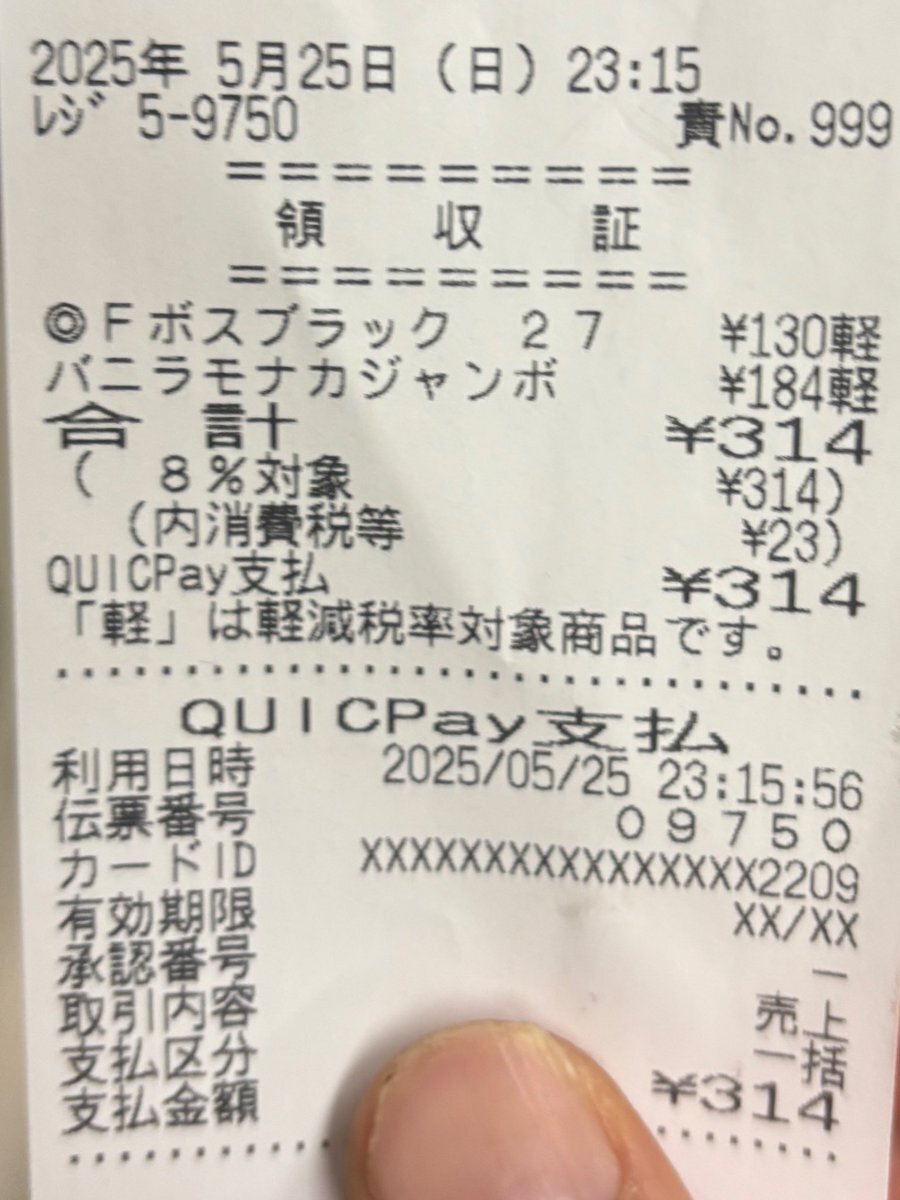 2025年 5月25日（日）23:15
ﾚｼﾞ 5-9750 責No.999
=========
領 収 証
=========
◎Ｆボスブラック ２７ ¥130軽
バニラモナカジャンボ ¥184軽
合 計 ¥314
（ ８％対象 ¥314）
（内消費税等 ¥23）
QUICPay支払 ¥314
「軽」は軽減税率対象商品です。
QUICPay支払
利用日時 2025/05/25 23:15:56
伝票番号 ０９７５０
カードID XXXXXXXXXXXXXXXX2209
有効期限 XX/XX
承認番号 －
取引内容 売上
支払区分 一括
支払金額 ¥314